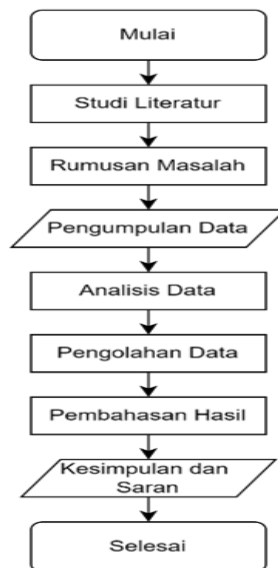 Mulai
Studi Literatur
Rumusan Masalah
Pengumpulan Data
Analisis Data
Pengolahan Data
Pembahasan Hasil
Kesimpulan dan
Saran
Selesai